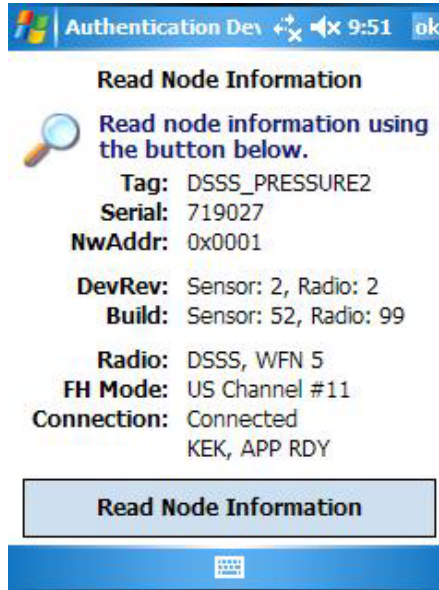 Authentication Dev 9:51 ok
Read Node Information
Read node information using
the button below.
Tag: DSSS_PRESSURE2
Serial: 719027
NwAddr: 0x0001
DevRev: Sensor: 2, Radio: 2
Build: Sensor: 52, Radio: 99
Radio: DSSS, WFN 5
FH Mode: US Channel #11
Connection: Connected
KEK, APP RDY
Read Node Information